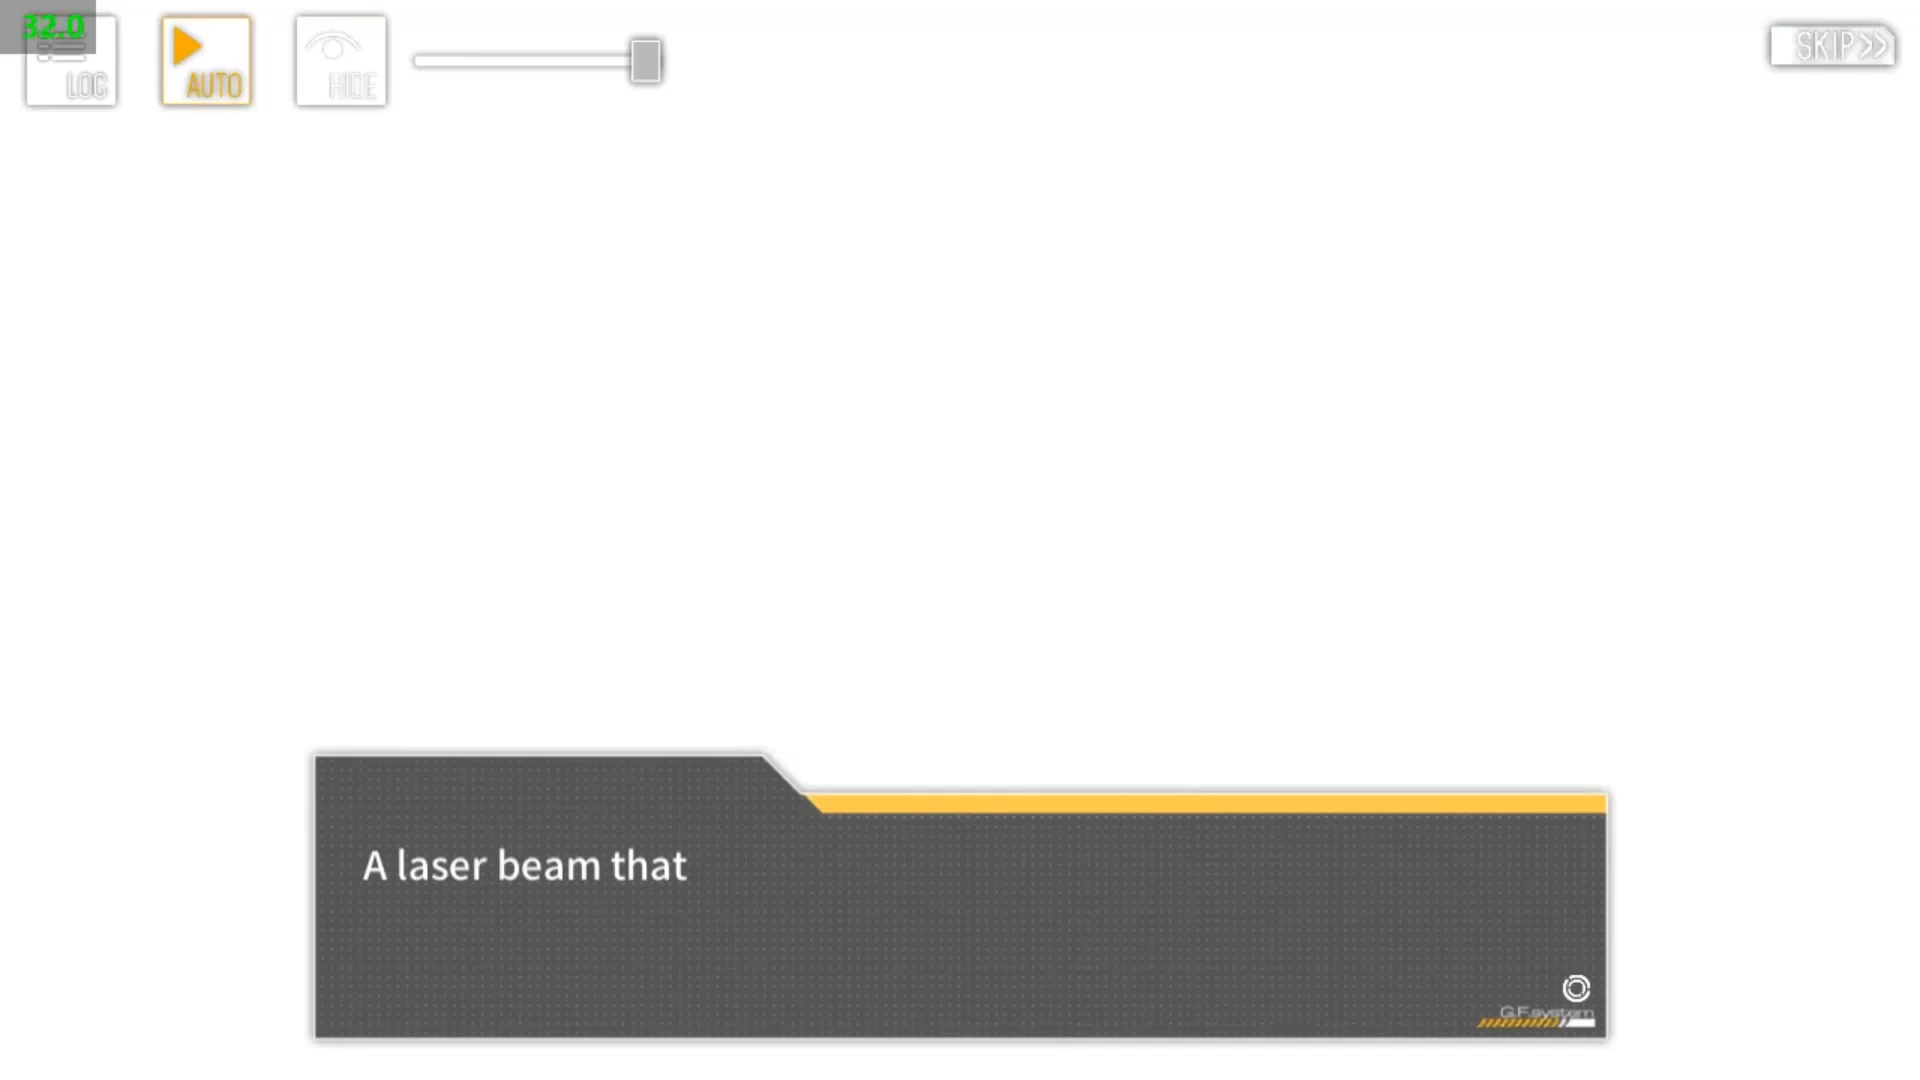 32.0
LOG
AUTO
HIDE
SKIP
A laser beam that
G.F.system